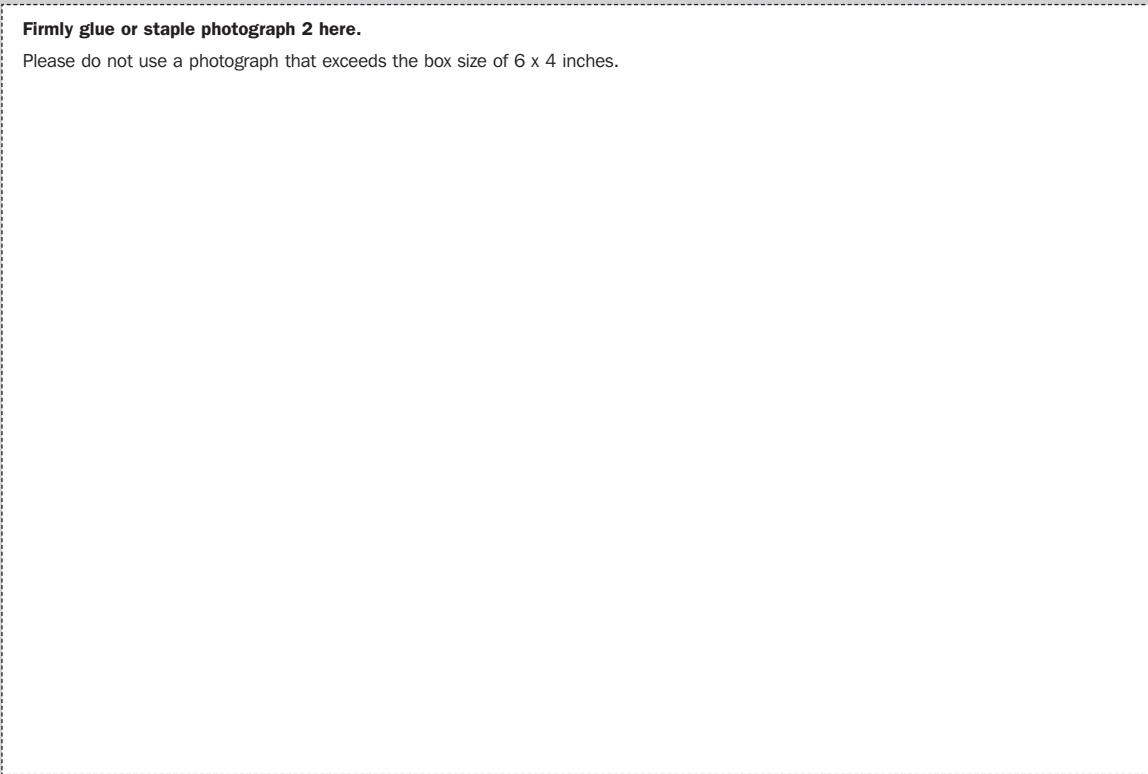 Firmly glue or staple photograph 2 here.
Please do not use a photograph that exceeds the box size of 6 x 4 inches.